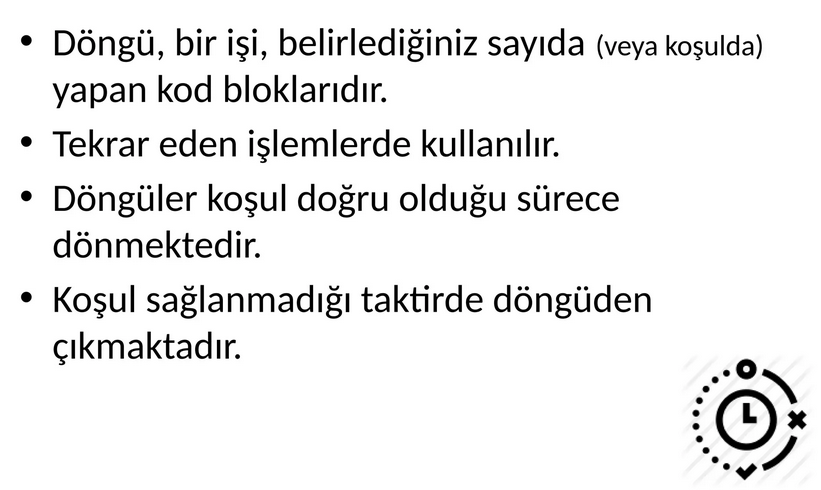 • Döngü, bir işi, belirlediğiniz sayıda (veya koşulda)
yapan kod bloklarıdır.
• Tekrar eden işlemlerde kullanılır.
• Döngüler koşul doğru olduğu sürece
dönmektedir.
• Koşul sağlanmadığı taktirde döngüden
çıkmaktadır.